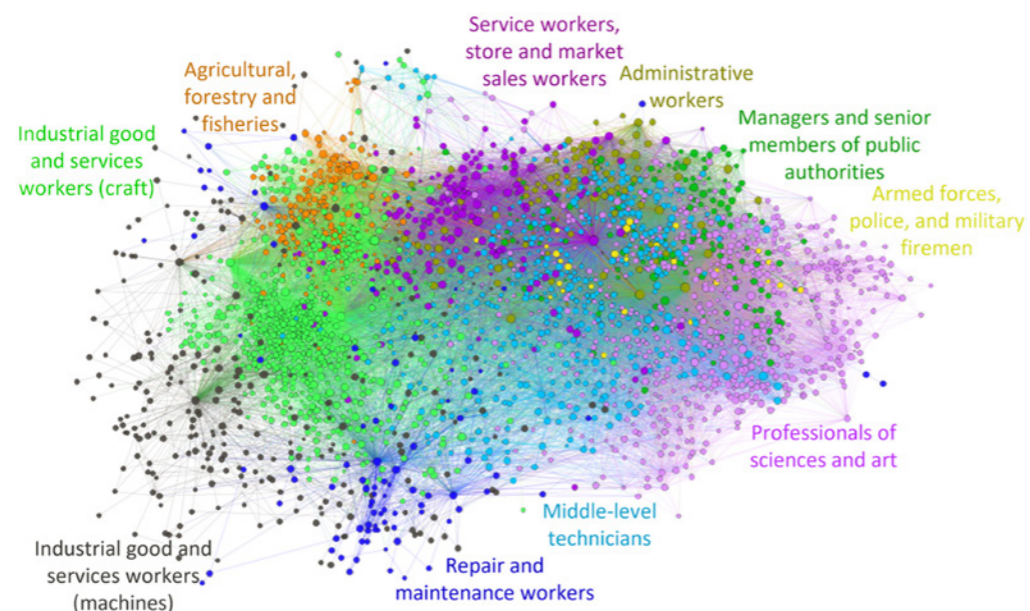 Service workers,
store and market
sales workers
Administrative
workers
Agricultural,
forestry and
fisheries
Managers and senior
members of public
authorities
Industrial good
and services
workers (craft)
Armed forces,
police, and military
firemen
Professionals of
sciences and art
Middle-level
technicians
Industrial good and
services workers
(machines)
Repair and
maintenance workers